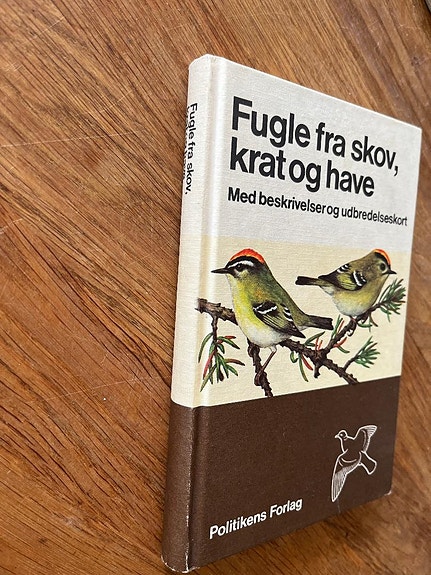 Fugle fra skov,
krat og have
Med beskrivelser og udbredelseskort
Politikens Forlag
Fugle fra skov,